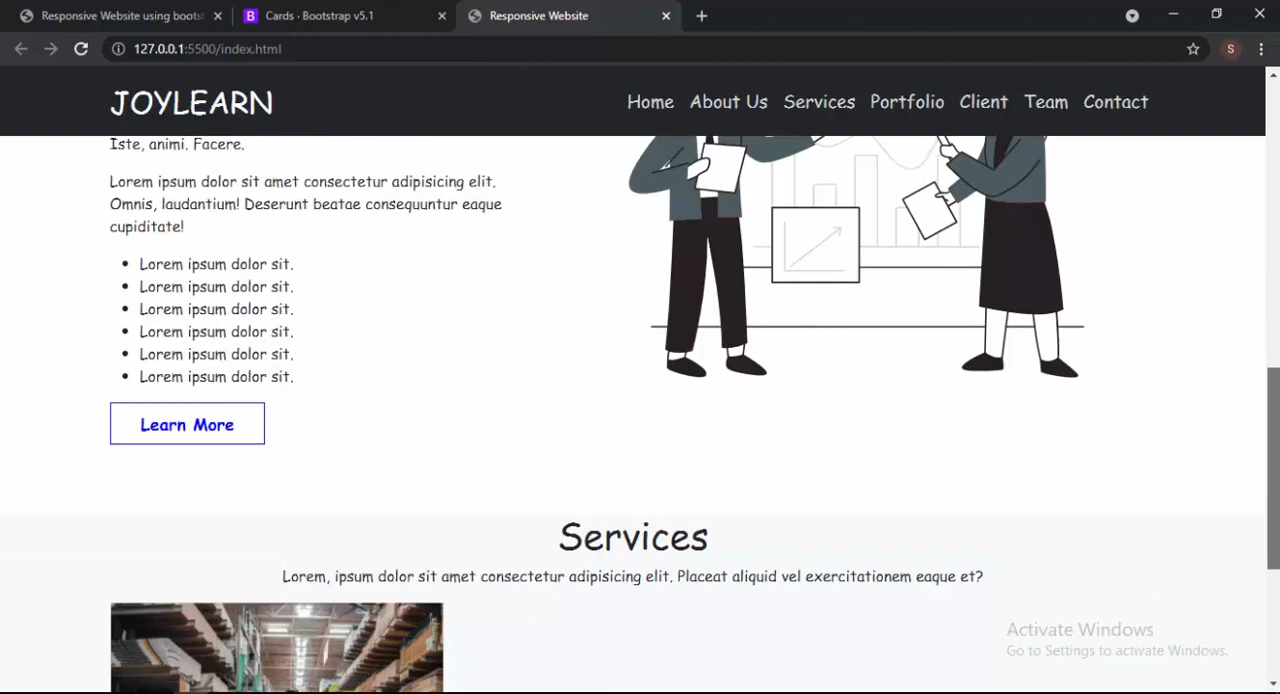 Responsive Website using boots
Cards · Bootstrap v5.1
Responsive Website
127.0.0.1:5500/index.html
S
JOYLEARN
Home About Us Services Portfolio Client Team Contact
Iste, animi. Facere.
Lorem ipsum dolor sit amet consectetur adipisicing elit.
Omnis, laudantium! Deserunt beatae consequuntur eaque
cupiditate!
• Lorem ipsum dolor sit.
• Lorem ipsum dolor sit.
• Lorem ipsum dolor sit.
• Lorem ipsum dolor sit.
• Lorem ipsum dolor sit.
• Lorem ipsum dolor sit.
Learn More
Services
Lorem, ipsum dolor sit amet consectetur adipisicing elit. Placeat aliquid vel exercitationem eaque et?
Activate Windows
Go to Settings to activate Windows.